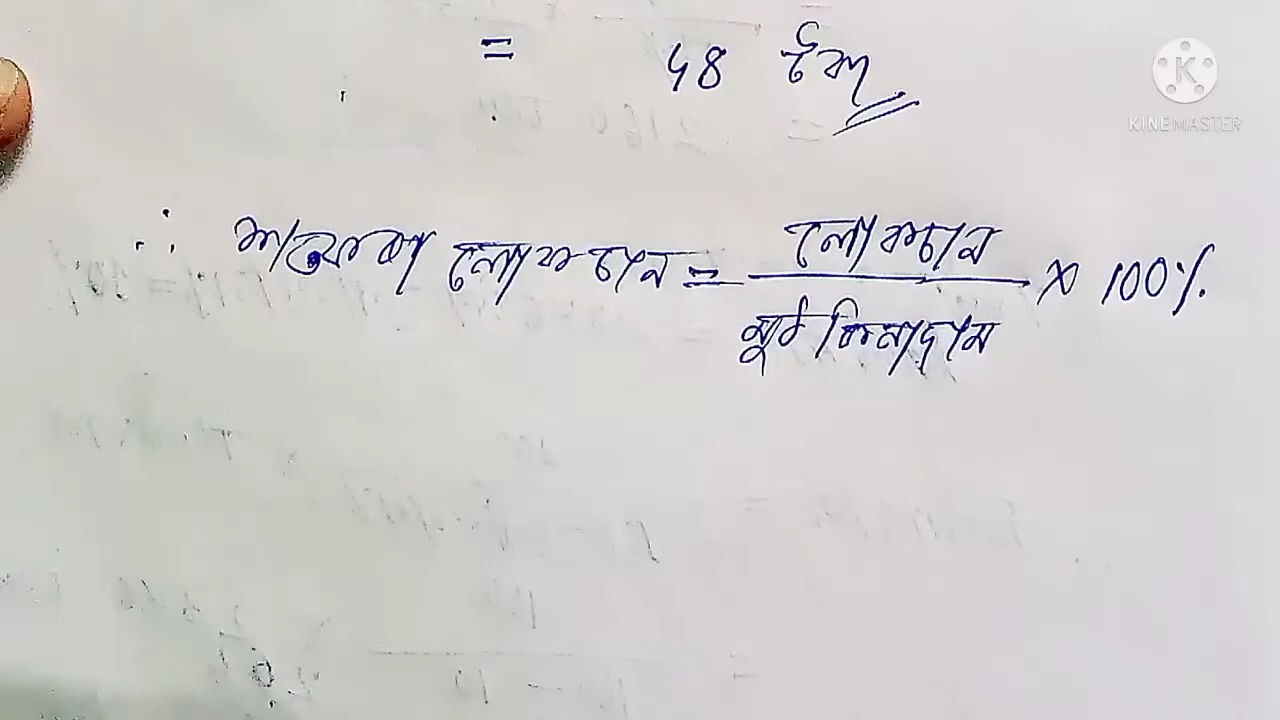 = 48 টকা
KINEMASTER
∴ শতকৰা লোকচান = লোকচান / মুঠ কিনাদাম × 100%